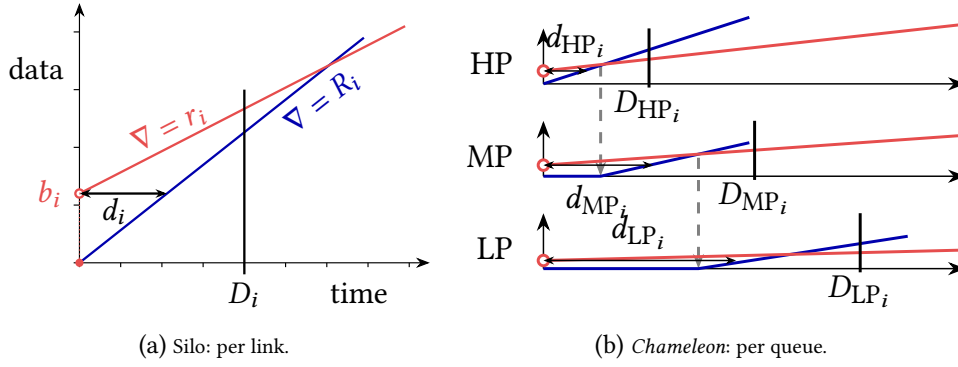 data
∇ = r_i
∇ = R_i
b_i
d_i
D_i
time
(a) Silo: per link.
HP
d_HP_i
D_HP_i
MP
d_MP_i
D_MP_i
LP
d_LP_i
D_LP_i
(b) Chameleon: per queue.